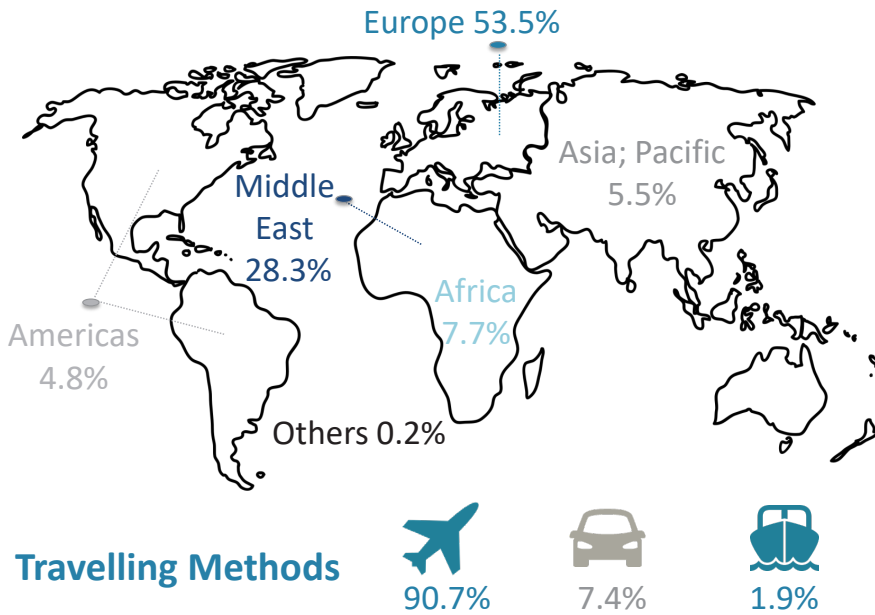 Europe 53.5%
Asia; Pacific
5.5%
Middle
East
28.3%
Africa
7.7%
Americas
4.8%
Others 0.2%
Travelling Methods
90.7%
7.4%
1.9%